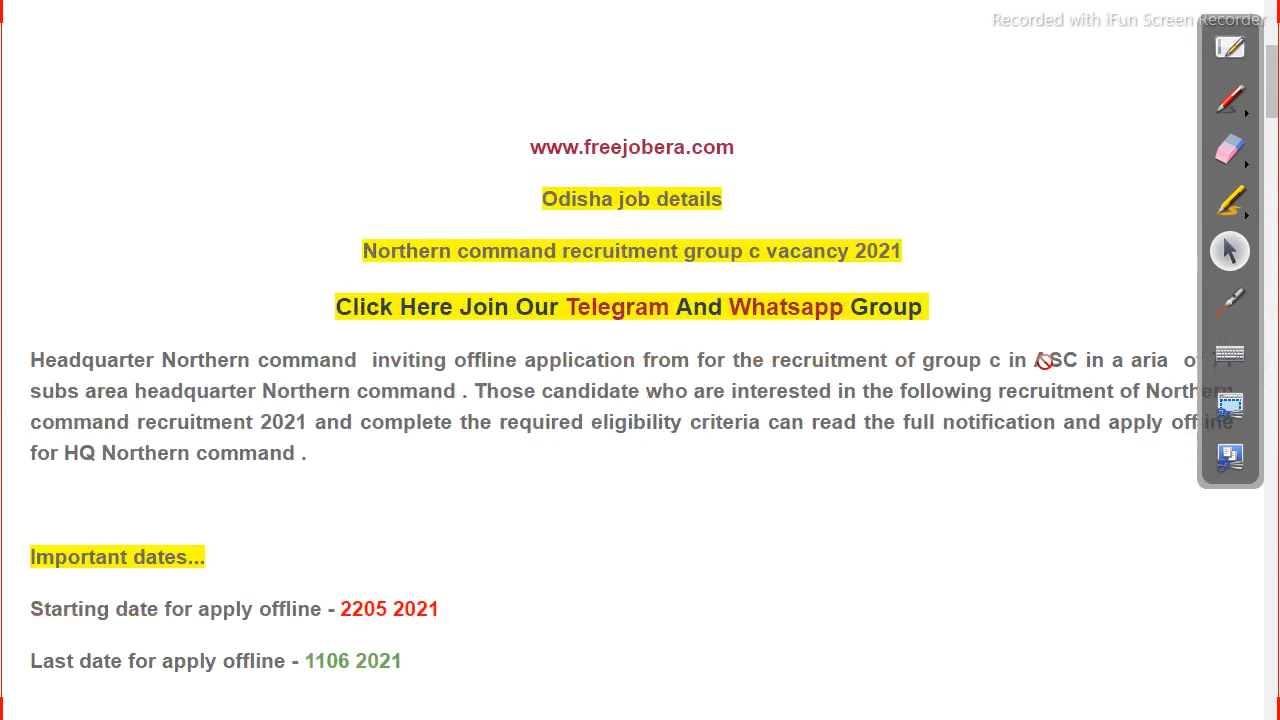 Recorded with iFun Screen Recorder
www.freejobera.com
Odisha job details
Northern command recruitment group c vacancy 2021
Click Here Join Our Telegram And Whatsapp Group
Headquarter Northern command inviting offline application from for the recruitment of group c in ASC in a aria of
subs area headquarter Northern command . Those candidate who are interested in the following recruitment of Northern
command recruitment 2021 and complete the required eligibility criteria can read the full notification and apply offline
for HQ Northern command .
Important dates...
Starting date for apply offline - 2205 2021
Last date for apply offline - 1106 2021